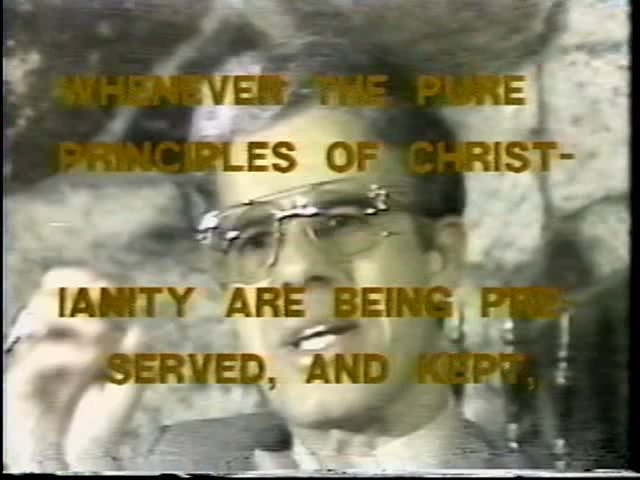 WHENEVER THE PURE
PRINCIPLES OF CHRIST-
IANITY ARE BEING PRE-
SERVED, AND KEPT,